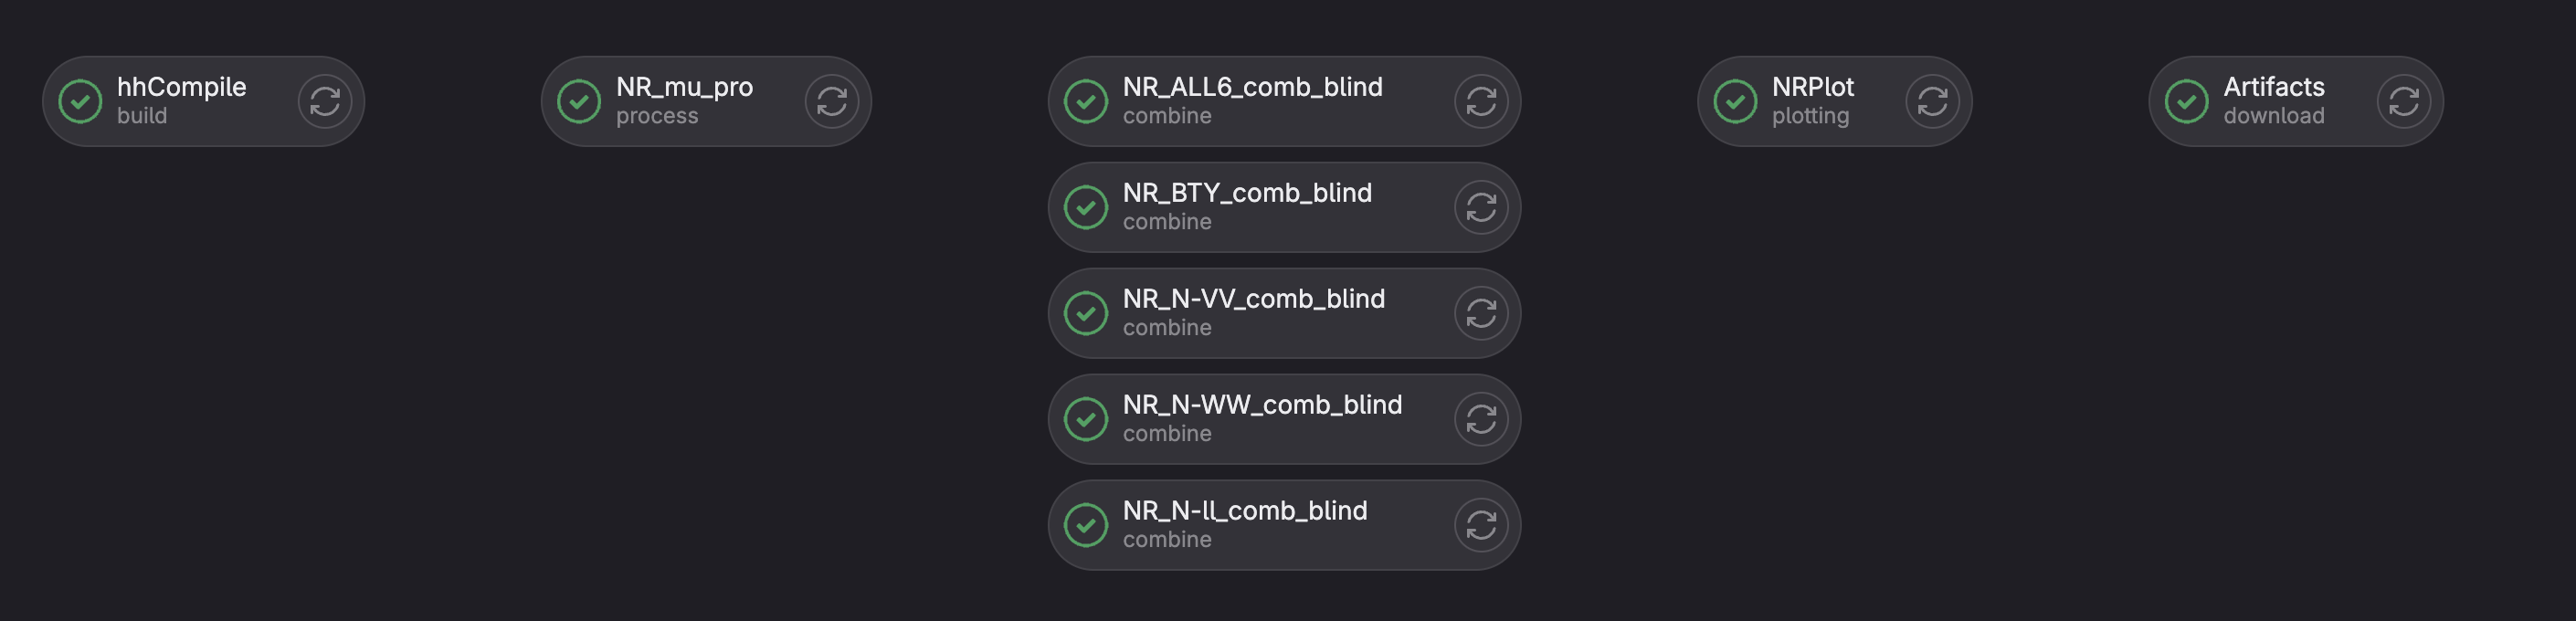 hhCompile
build
NR_mu_pro
process
NR_ALL6_comb_blind
combine
NR_BTY_comb_blind
combine
NR_N-VV_comb_blind
combine
NR_N-WW_comb_blind
combine
NR_N-ll_comb_blind
combine
NRPlot
plotting
Artifacts
download